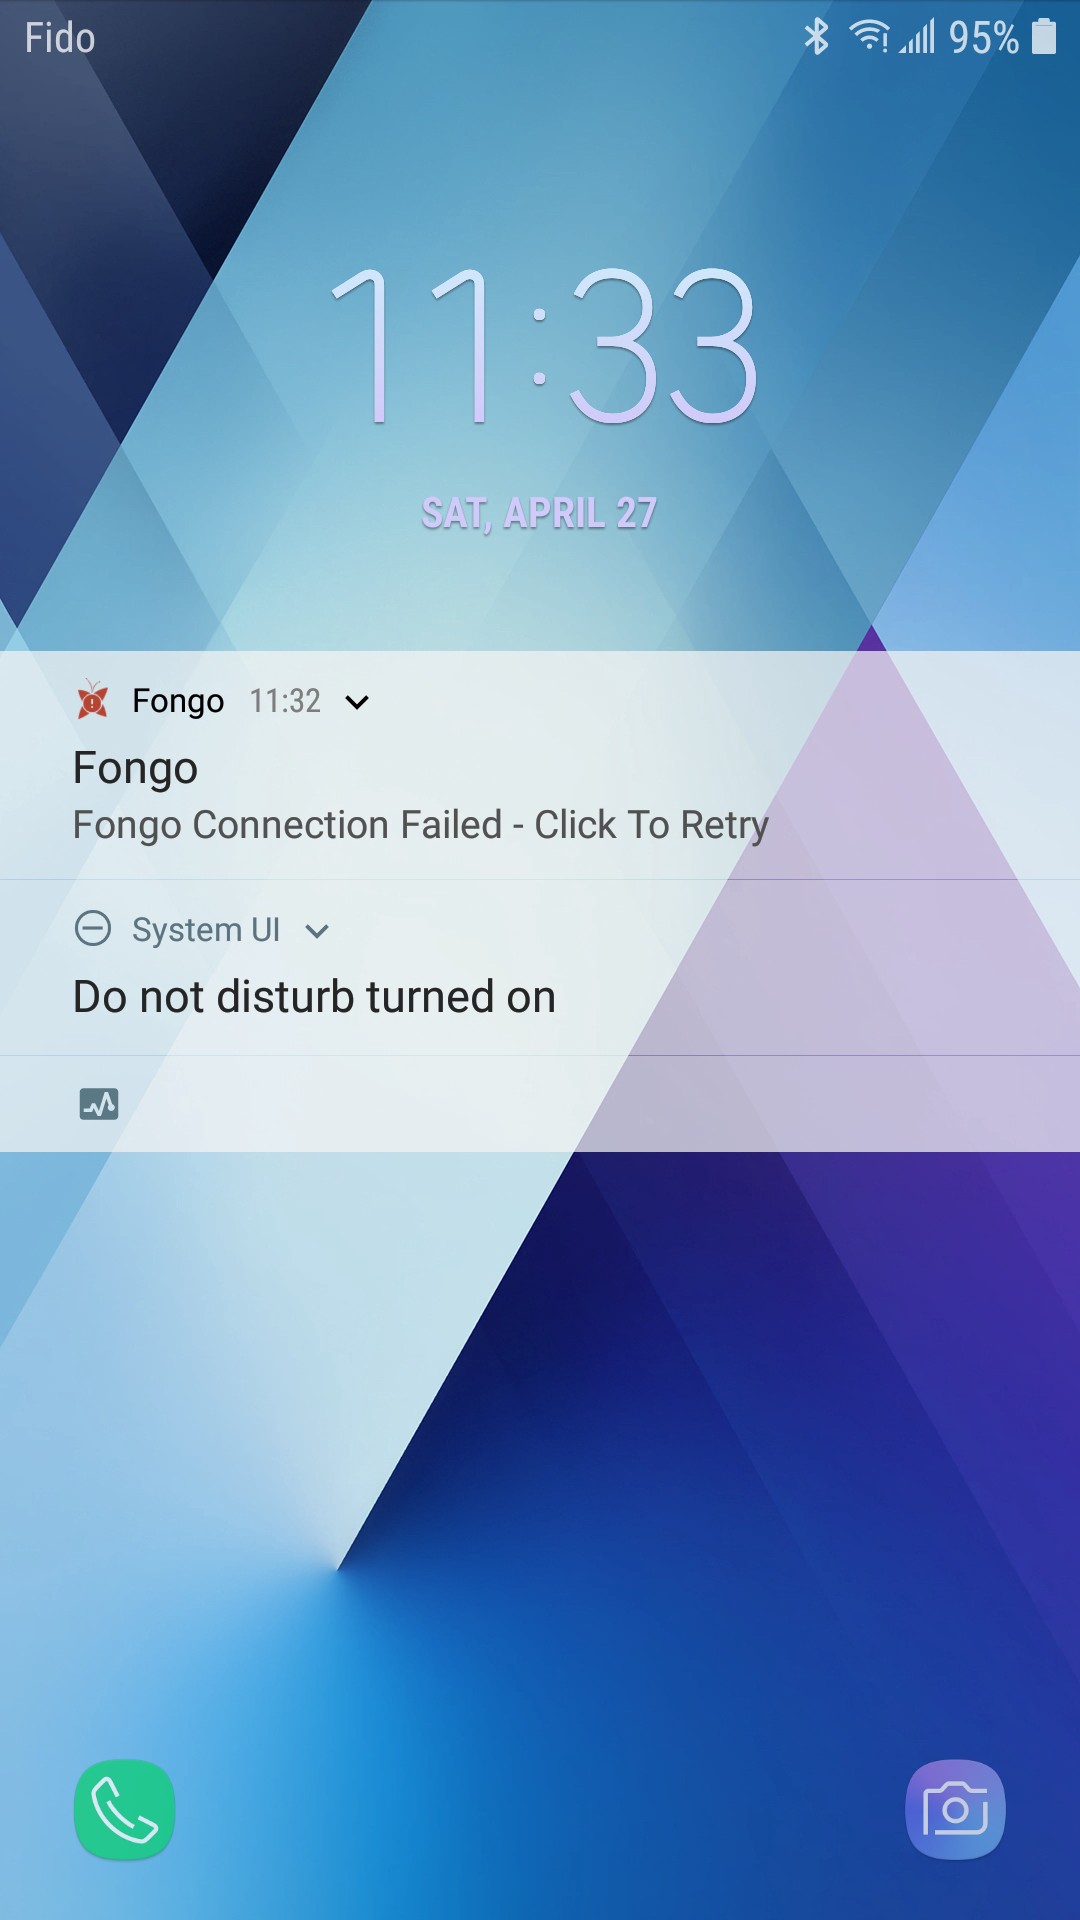 Fido 95%
11:33
SAT, APRIL 27
Fongo 11:32
Fongo
Fongo Connection Failed - Click To Retry
System UI
Do not disturb turned on